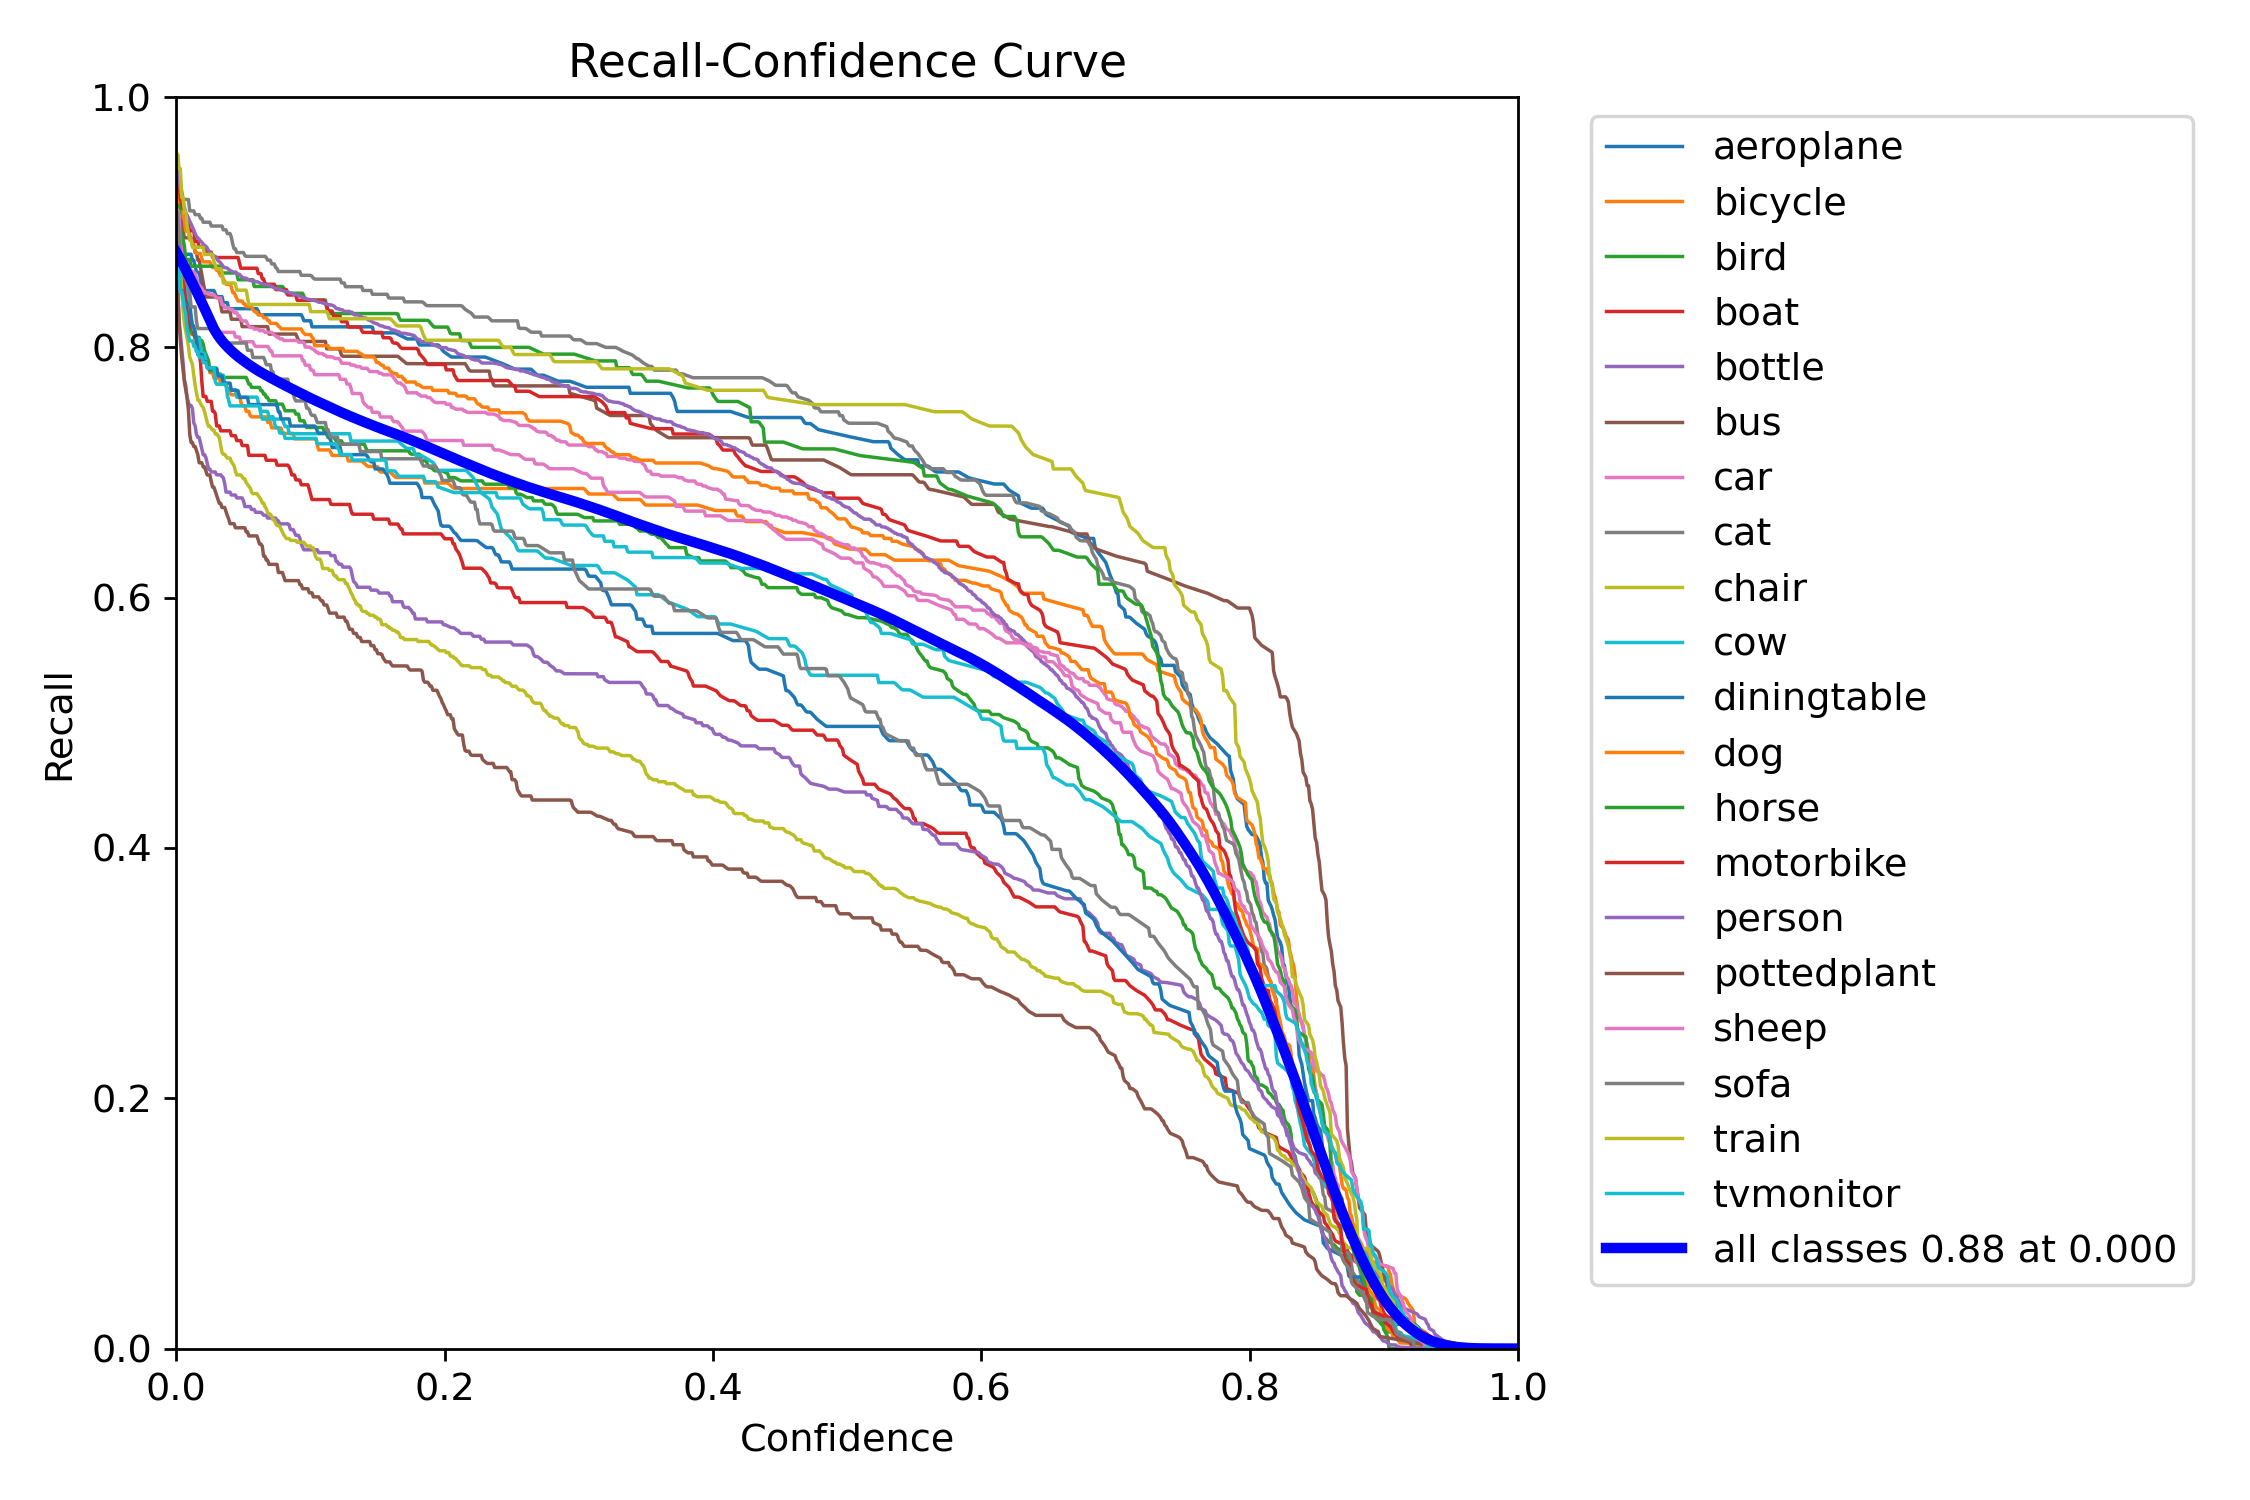 Recall-Confidence Curve
1.0
0.8
0.6
0.4
0.2
0.0
Recall
0.0 0.2 0.4 0.6 0.8 1.0
Confidence
aeroplane
bicycle
bird
boat
bottle
bus
car
cat
chair
cow
diningtable
dog
horse
motorbike
person
pottedplant
sheep
sofa
train
tvmonitor
all classes 0.88 at 0.000